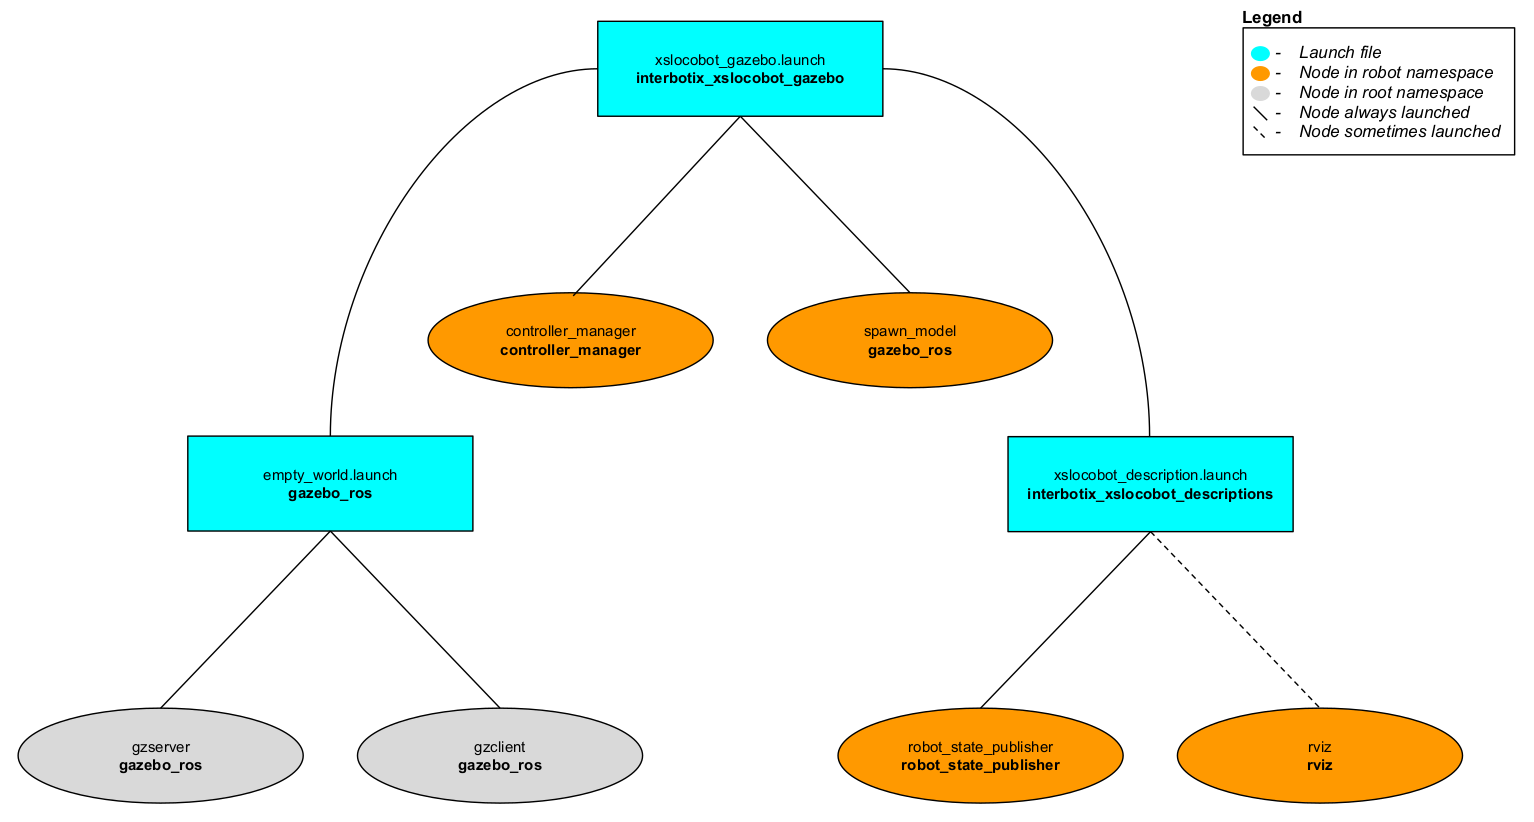 Legend
- Launch file
- Node in robot namespace
- Node in root namespace
- Node always launched
- Node sometimes launched
xslocobot_gazebo.launch
interbotix_xslocobot_gazebo
controller_manager
controller_manager
spawn_model
gazebo_ros
empty_world.launch
gazebo_ros
xslocobot_description.launch
interbotix_xslocobot_descriptions
gzserver
gazebo_ros
gzclient
gazebo_ros
robot_state_publisher
robot_state_publisher
rviz
rviz